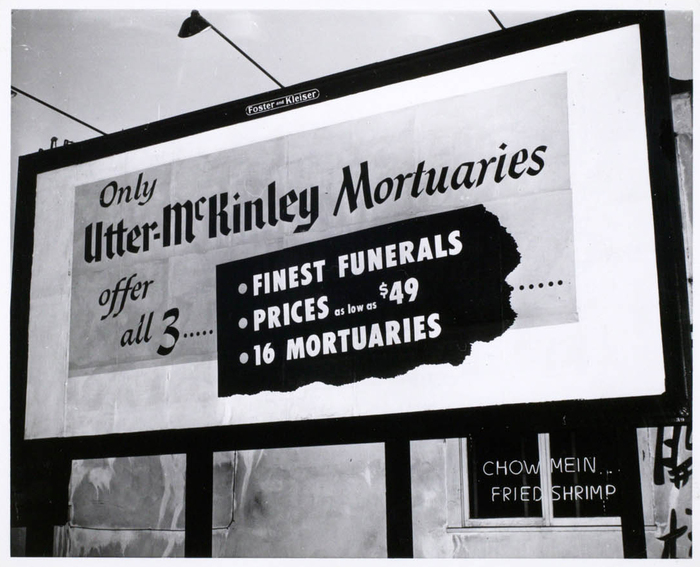 Foster and Kleiser
Only
Utter-McKinley Mortuaries
offer
all 3.....
• FINEST FUNERALS
• PRICES as low as $49
• 16 MORTUARIES
......
CHOW MEIN...
FRIED SHRIMP